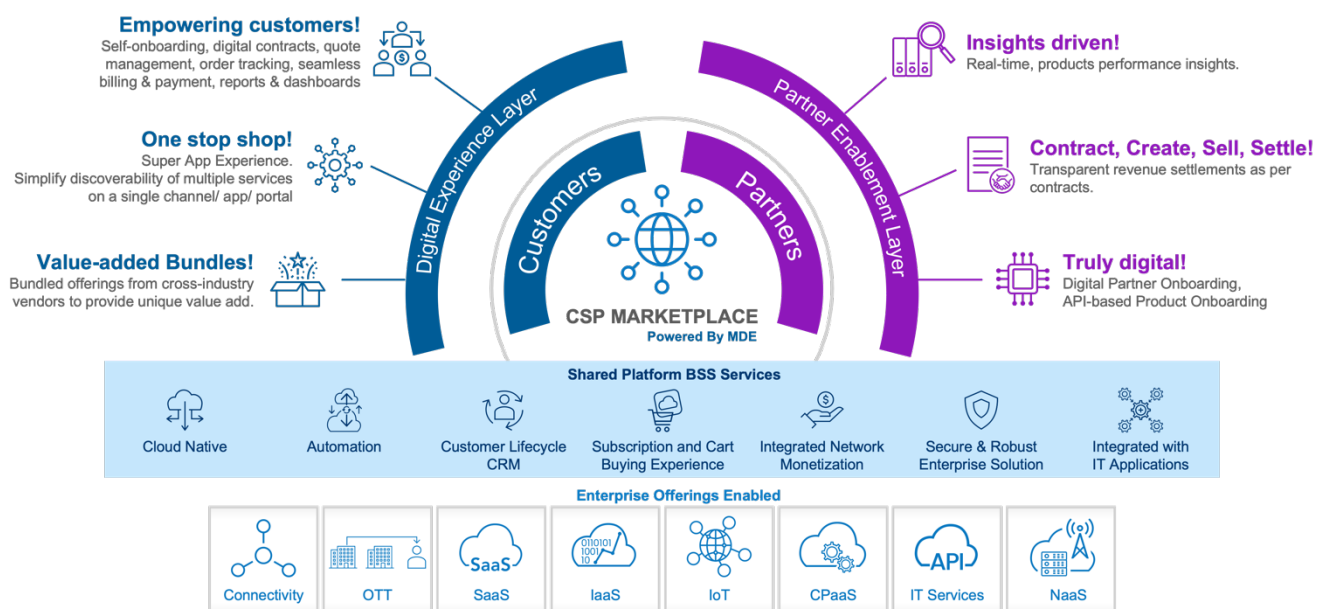 Empowering customers!
Self-onboarding, digital contracts, quote
management, order tracking, seamless
billing & payment, reports & dashboards
One stop shop!
Super App Experience.
Simplify discoverability of multiple services
on a single channel/ app/ portal
Value-added Bundles!
Bundled offerings from cross-industry
vendors to provide unique value add.
Digital Experience Layer
Customers
CSP MARKETPLACE
Powered By MDE
Partners
Partner Enablement Layer
Insights driven!
Real-time, products performance insights.
Contract, Create, Sell, Settle!
Transparent revenue settlements as per
contracts.
Truly digital!
Digital Partner Onboarding,
API-based Product Onboarding
Shared Platform BSS Services
Cloud Native
Automation
Customer Lifecycle
CRM
Subscription and Cart
Buying Experience
Integrated Network
Monetization
Secure & Robust
Enterprise Solution
Integrated with
IT Applications
Enterprise Offerings Enabled
Connectivity
OTT
SaaS
SaaS
0110101
1001
10
IaaS
IoT
CPaaS
API
IT Services
NaaS